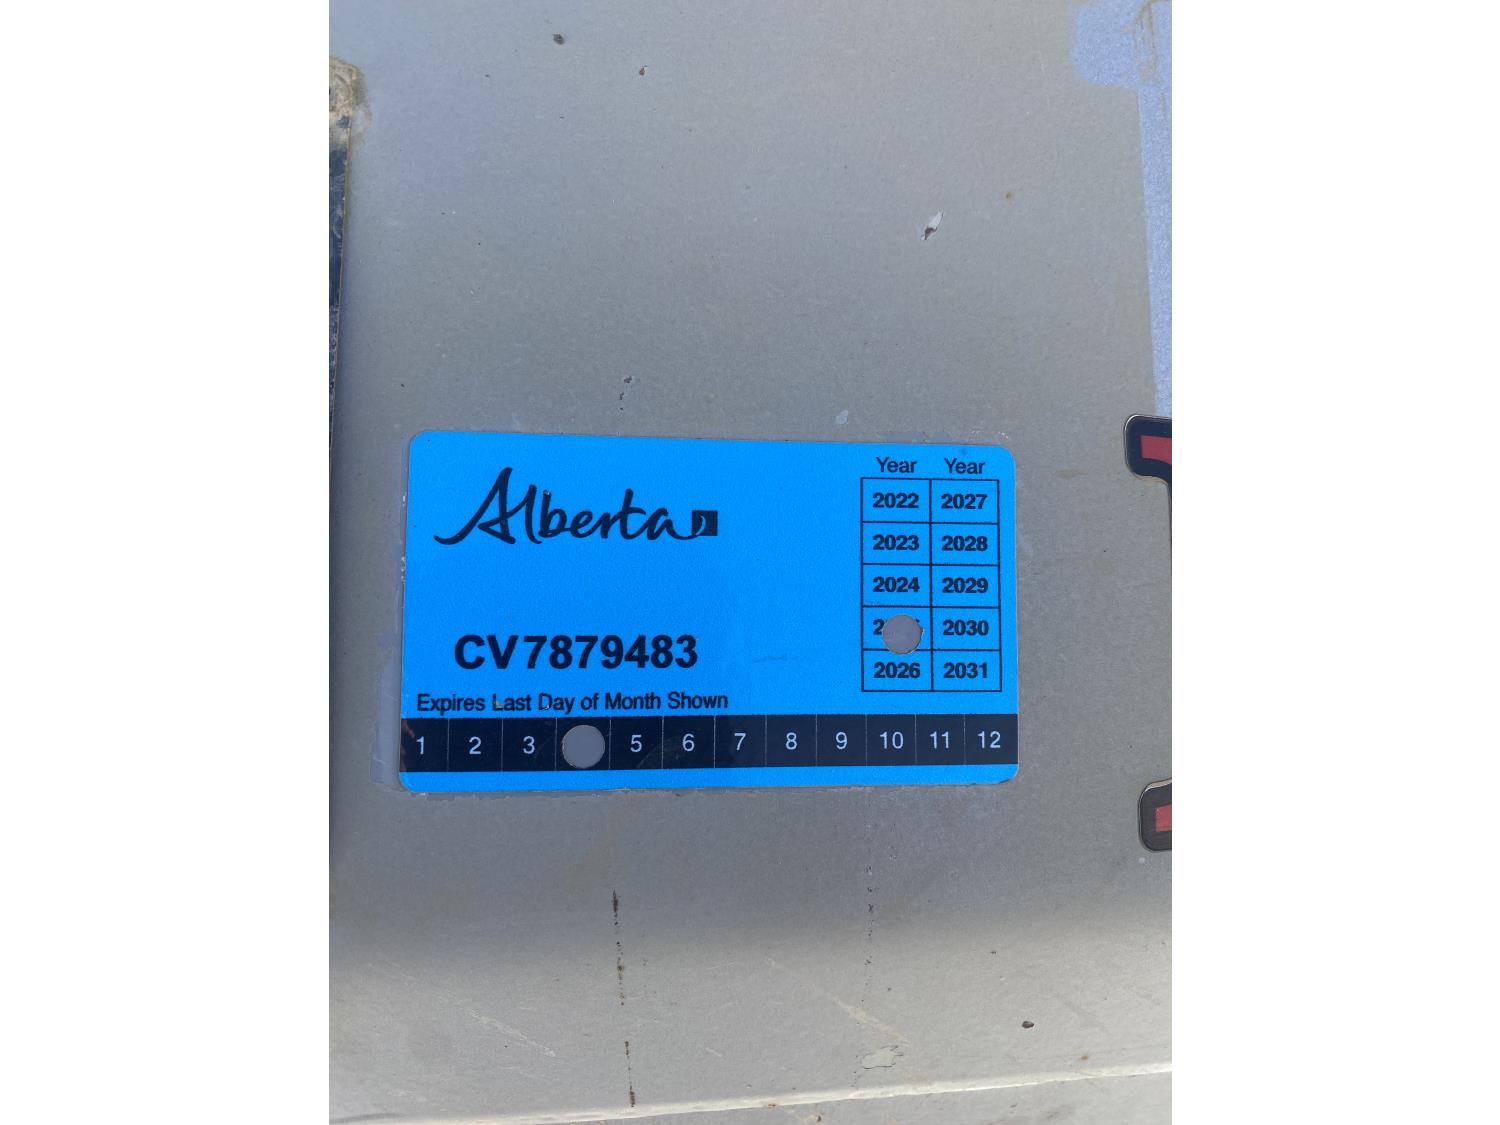 Alberta
Year Year
2022 2027
2023 2028
2024 2029
2030
2026 2031
CV7879483
Expires Last Day of Month Shown
1 2 3 5 6 7 8 9 10 11 12